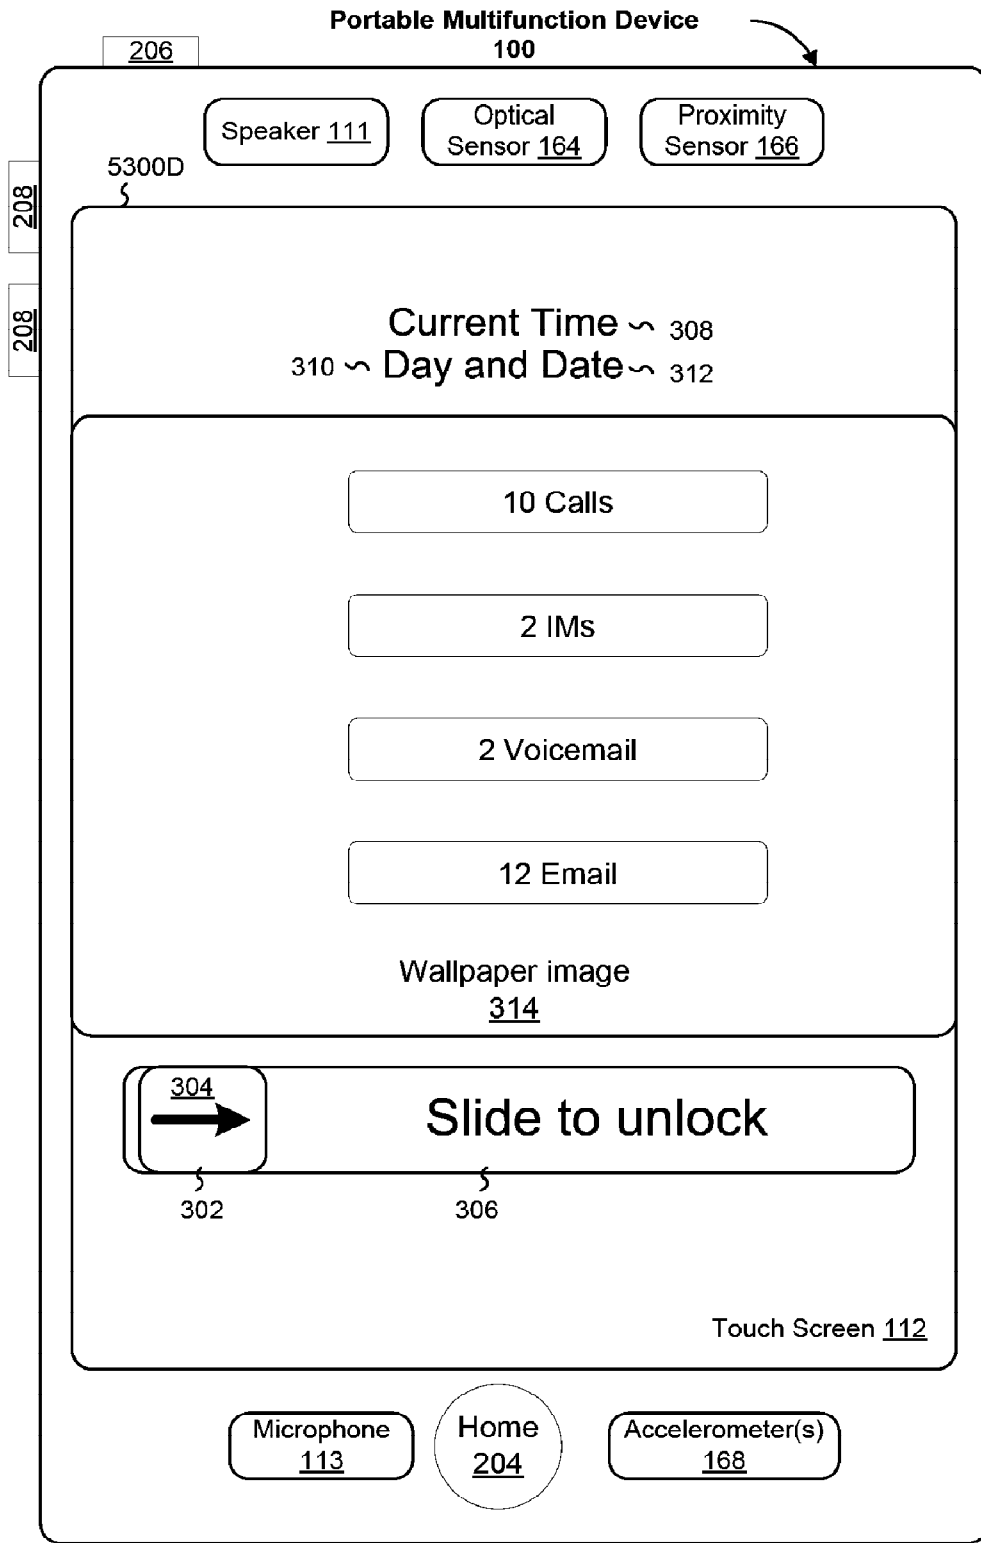 Portable Multifunction Device
100
206
Speaker 111
Optical
Sensor 164
Proximity
Sensor 166
5300D
208
208
Current Time 308
310 Day and Date 312
10 Calls
2 IMs
2 Voicemail
12 Email
Wallpaper image
314
304
Slide to unlock
302
306
Touch Screen 112
Microphone
113
Home
204
Accelerometer(s)
168